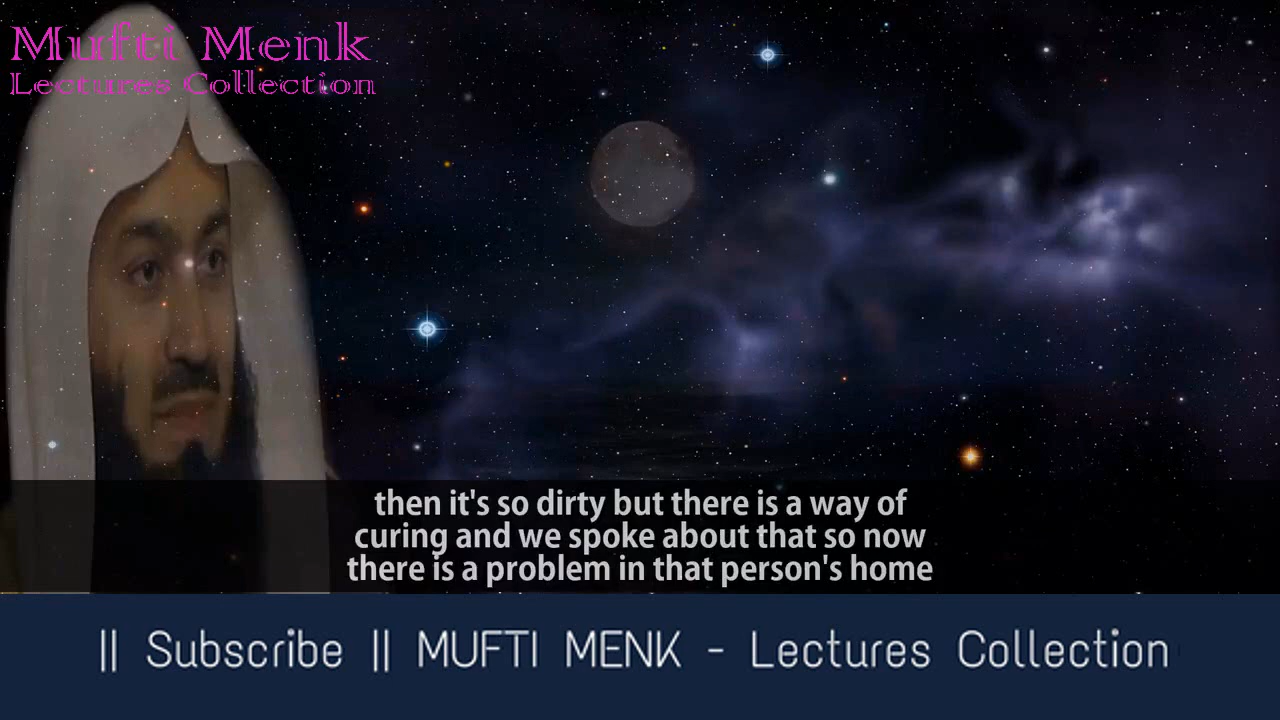 Mufti Menk
Lectures Collection
then it's so dirty but there is a way of
curing and we spoke about that so now
there is a problem in that person's home
|| Subscribe || MUFTI MENK - Lectures Collection